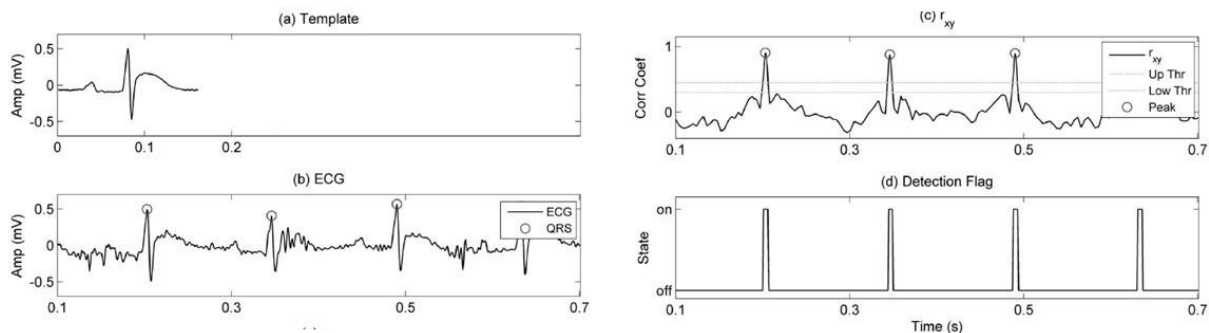 (a) Template
Amp (mV)
0.5
0
-0.5
0
0.1
0.2
(b) ECG
Amp (mV)
0.5
0
-0.5
ECG
QRS
0.1
0.3
0.5
0.7
(c) r_xy
Corr Coef
1
0
r_xy
Up Thr
Low Thr
Peak
0.1
0.3
0.5
0.7
(d) Detection Flag
State
on
off
0.1
0.3
0.5
0.7
Time (s)